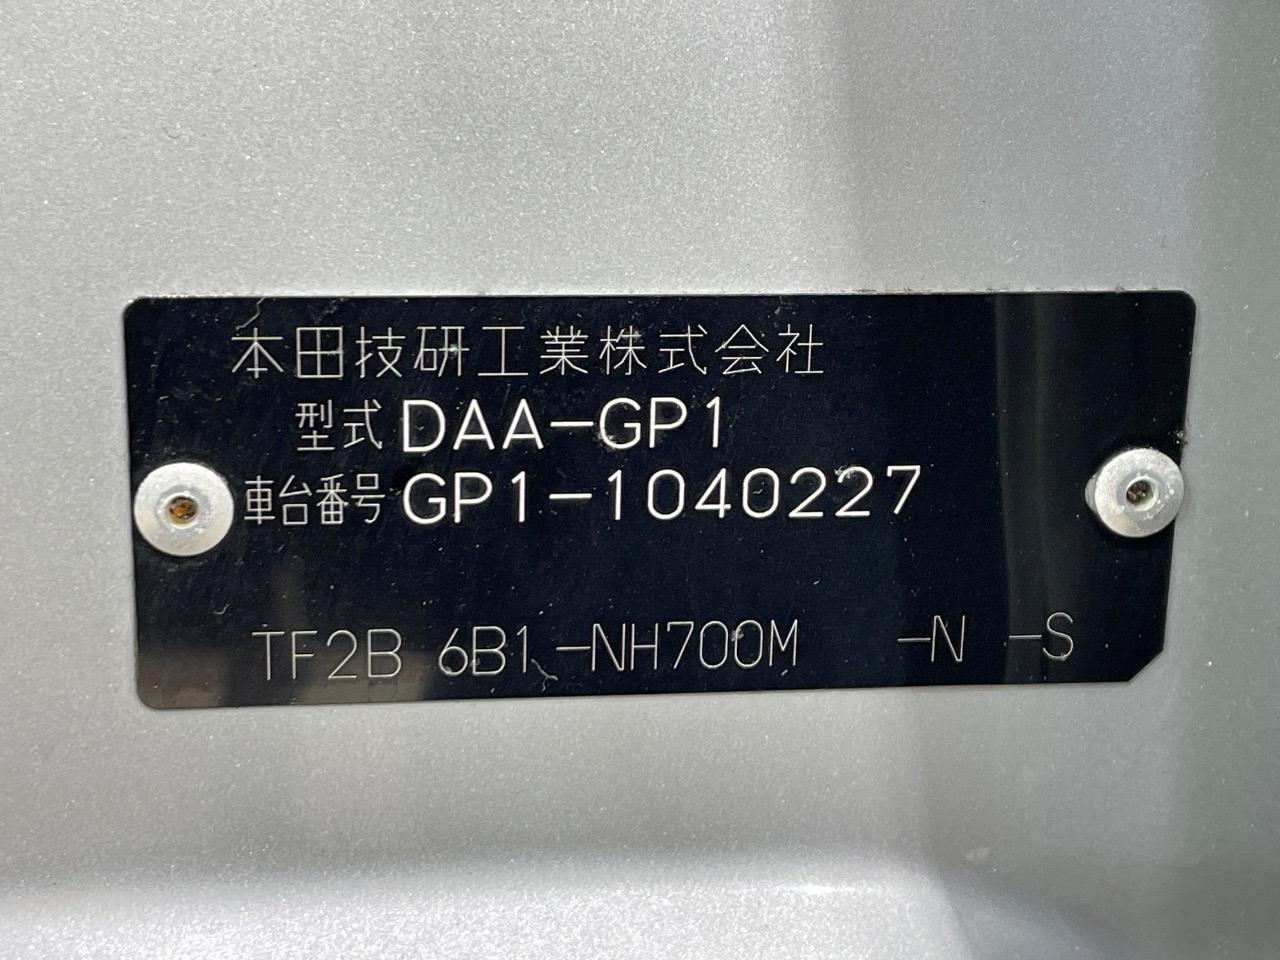 本田技研工業株式会社
型式 DAA-GP1
車台番号 GP1-1040227
TF2B 6B1 -NH700M -N -S